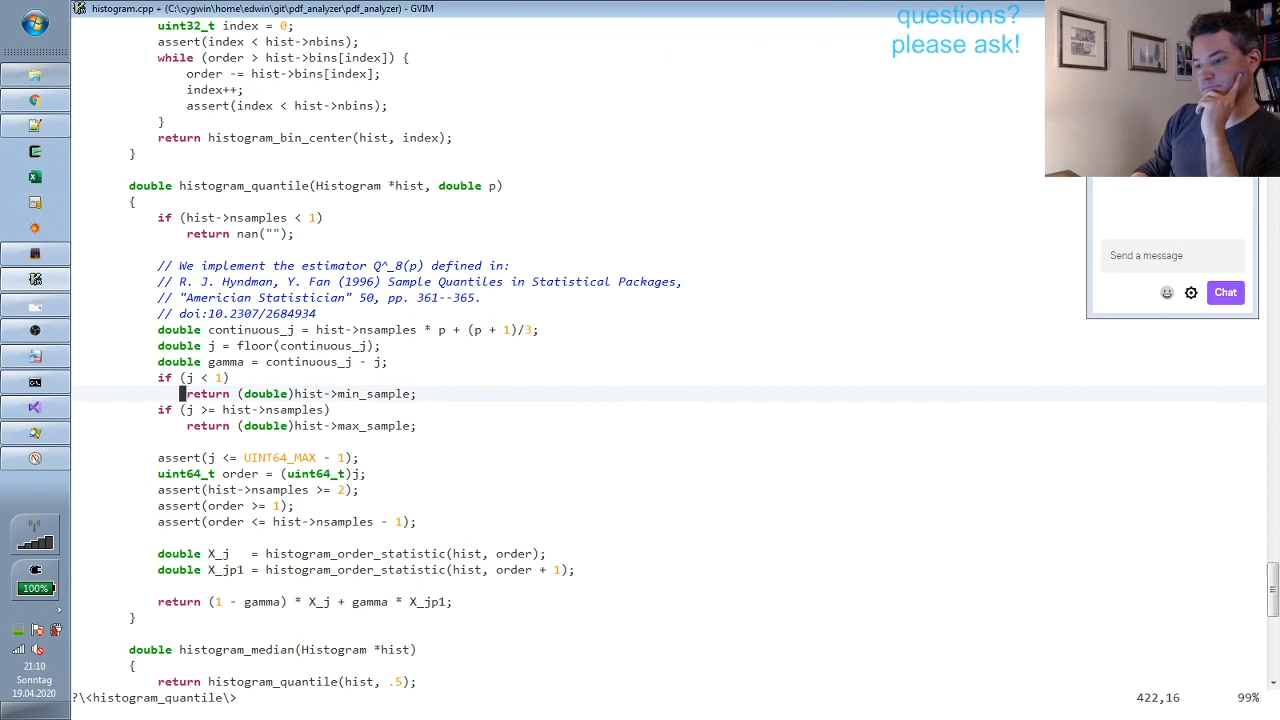 histogram.cpp + (C:\cygwin\home\edwin\git\pdf_analyzer\pdf_analyzer) - GVIM
questions?
please ask!
uint32_t index = 0;
assert(index < hist->nbins);
while (order > hist->bins[index]) {
order -= hist->bins[index];
index++;
assert(index < hist->nbins);
}
return histogram_bin_center(hist, index);
}
double histogram_quantile(Histogram *hist, double p)
{
if (hist->nsamples < 1)
return nan("");
// We implement the estimator Q^_8(p) defined in:
// R. J. Hyndman, Y. Fan (1996) Sample Quantiles in Statistical Packages,
// "Americian Statistician" 50, pp. 361--365.
// doi:10.2307/2684934
double continuous_j = hist->nsamples * p + (p + 1)/3;
double j = floor(continuous_j);
double gamma = continuous_j - j;
if (j < 1)
return (double)hist->min_sample;
if (j >= hist->nsamples)
return (double)hist->max_sample;
assert(j <= UINT64_MAX - 1);
uint64_t order = (uint64_t)j;
assert(hist->nsamples >= 2);
assert(order >= 1);
assert(order <= hist->nsamples - 1);
double X_j   = histogram_order_statistic(hist, order);
double X_jp1 = histogram_order_statistic(hist, order + 1);
return (1 - gamma) * X_j + gamma * X_jp1;
}
double histogram_median(Histogram *hist)
{
return histogram_quantile(hist, .5);
?\<histogram_quantile\>
422,16
99%
Send a message
Chat
100%
21:10
Sonntag
19.04.2020